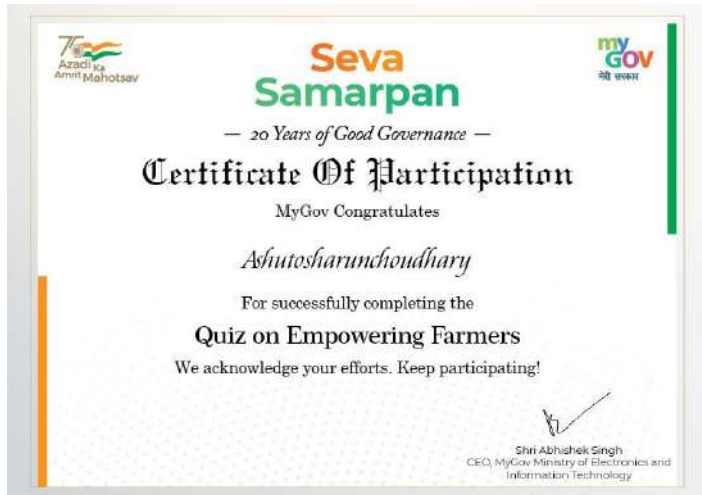 75
Azadi Ka
Amrit Mahotsav
Seva
Samarpan
my
GOV
मेरी सरकार
— 20 Years of Good Governance —
Certificate Of Participation
MyGov Congratulates
Ashutosharunchoudhary
For successfully completing the
Quiz on Empowering Farmers
We acknowledge your efforts. Keep participating!
Shri Abhishek Singh
CEO, MyGov Ministry of Electronics and
Information Technology